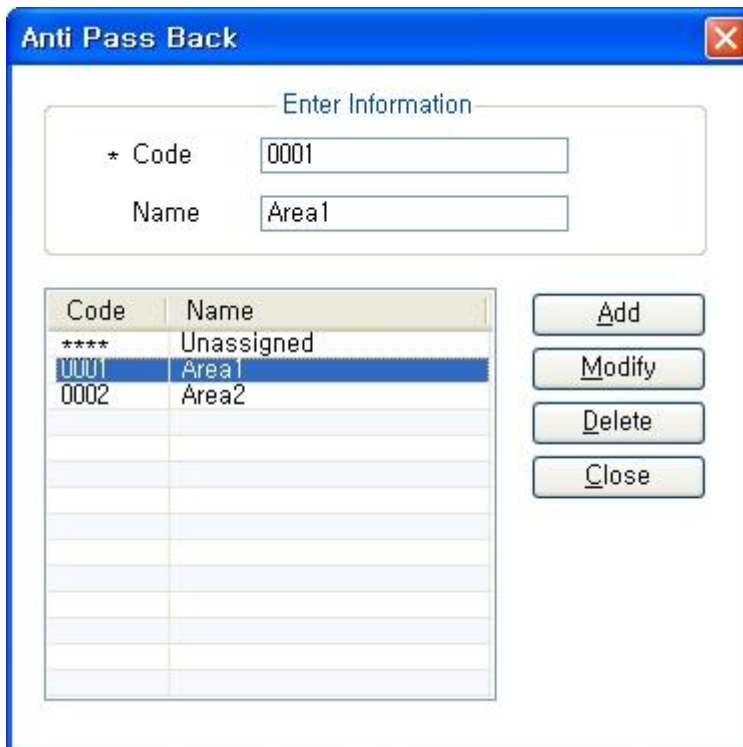 Anti Pass Back
Enter Information
* Code 0001
Name Area1
Code Name
**** Unassigned
0001 Area1
0002 Area2
Add
Modify
Delete
Close